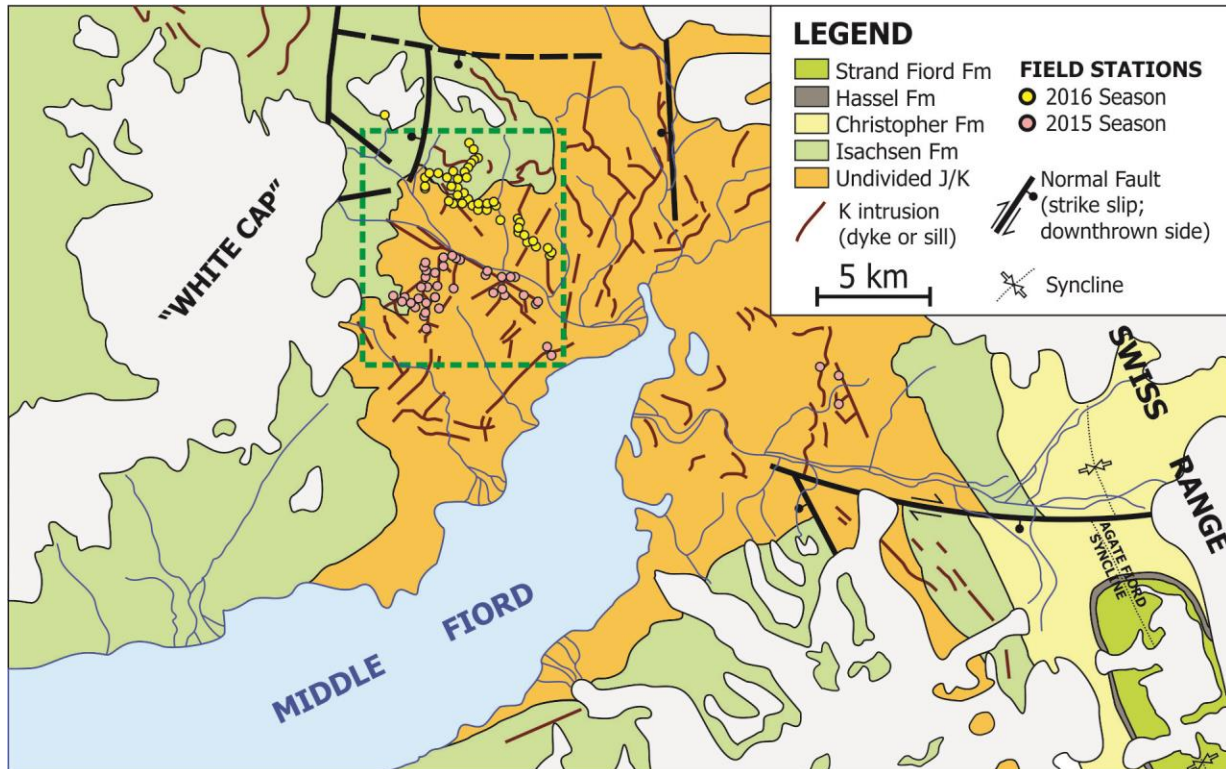 LEGEND
Strand Fiord Fm
Hassel Fm
Christopher Fm
Isachsen Fm
Undivided J/K
K intrusion
(dyke or sill)
5 km
FIELD STATIONS
2016 Season
2015 Season
Normal Fault
(strike slip;
downthrown side)
Syncline
"WHITE CAP"
SWISS
RANGE
AGATE FIORD
SYNCLINE
MIDDLE FIORD